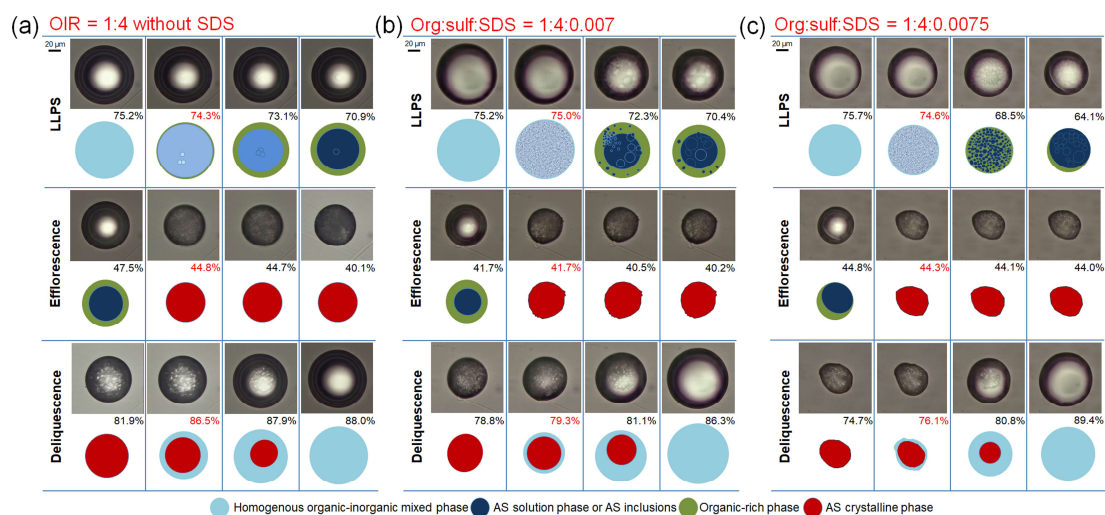 (a) OIR = 1:4 without SDS
(b) Org:sulf:SDS = 1:4:0.007
(c) Org:sulf:SDS = 1:4:0.0075
20 μm
20 μm
20 μm
LLPS
75.2% 74.3% 73.1% 70.9%
LLPS
75.2% 75.0% 72.3% 70.4%
LLPS
75.7% 74.6% 68.5% 64.1%
Efflorescence
47.5% 44.8% 44.7% 40.1%
Efflorescence
41.7% 41.7% 40.5% 40.2%
Efflorescence
44.8% 44.3% 44.1% 44.0%
Deliquescence
81.9% 86.5% 87.9% 88.0%
Deliquescence
78.8% 79.3% 81.1% 86.3%
Deliquescence
74.7% 76.1% 80.8% 89.4%
Homogenous organic-inorganic mixed phase AS solution phase or AS inclusions Organic-rich phase AS crystalline phase